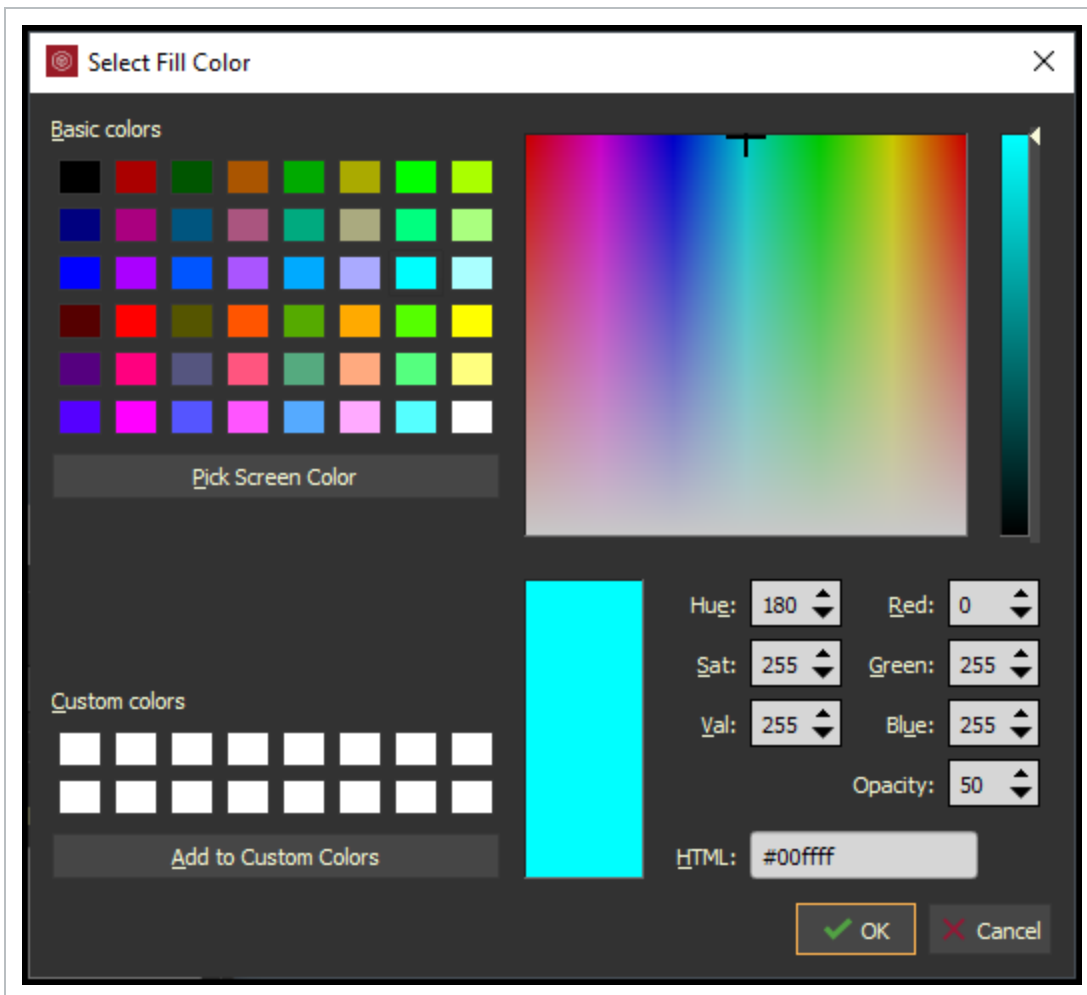 Select Fill Color
Basic colors
Pick Screen Color
Custom colors
Add to Custom Colors
Hue: 180 Red: 0
Sat: 255 Green: 255
Val: 255 Blue: 255
Opacity: 50
HTML: #00ffff
OK Cancel